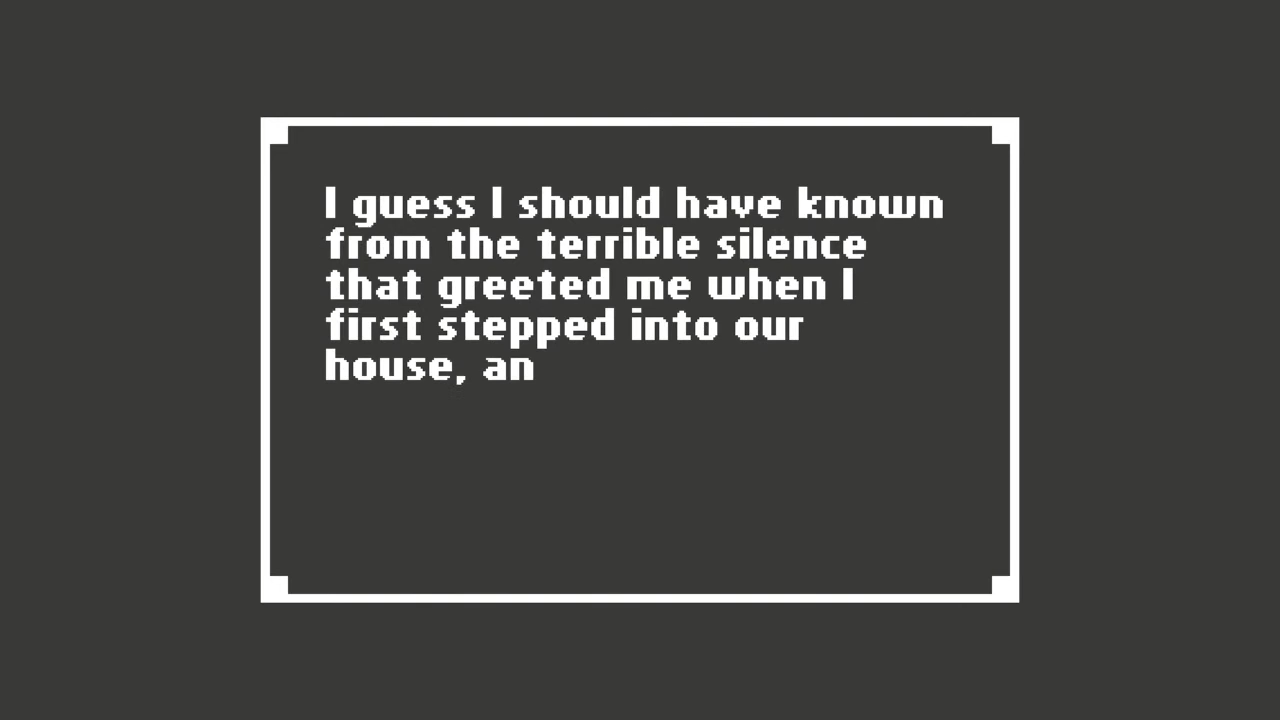 I guess I should have known
from the terrible silence
that greeted me when I
first stepped into our
house, an